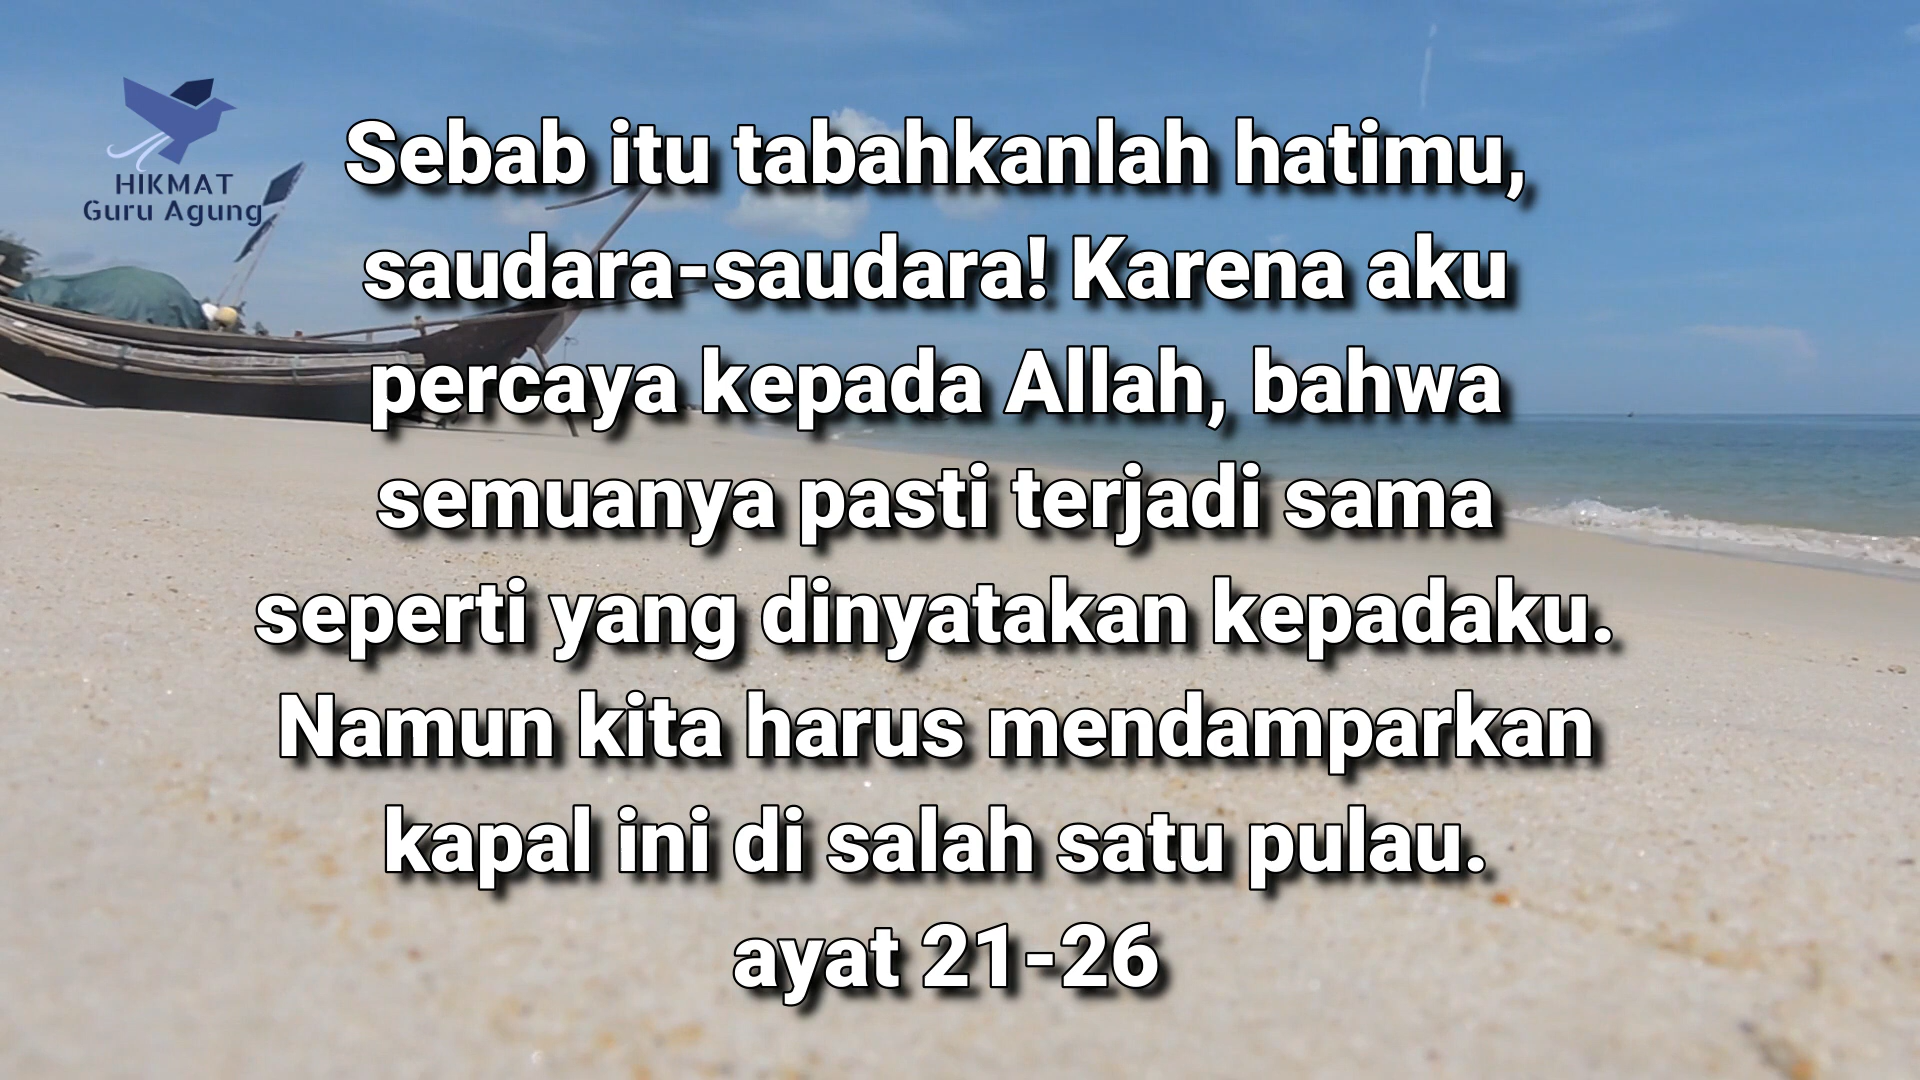 HIKMAT
Guru Agung
Sebab itu tabahkanlah hatimu,
saudara-saudara! Karena aku
percaya kepada Allah, bahwa
semuanya pasti terjadi sama
seperti yang dinyatakan kepadaku.
Namun kita harus mendamparkan
kapal ini di salah satu pulau.
ayat 21-26